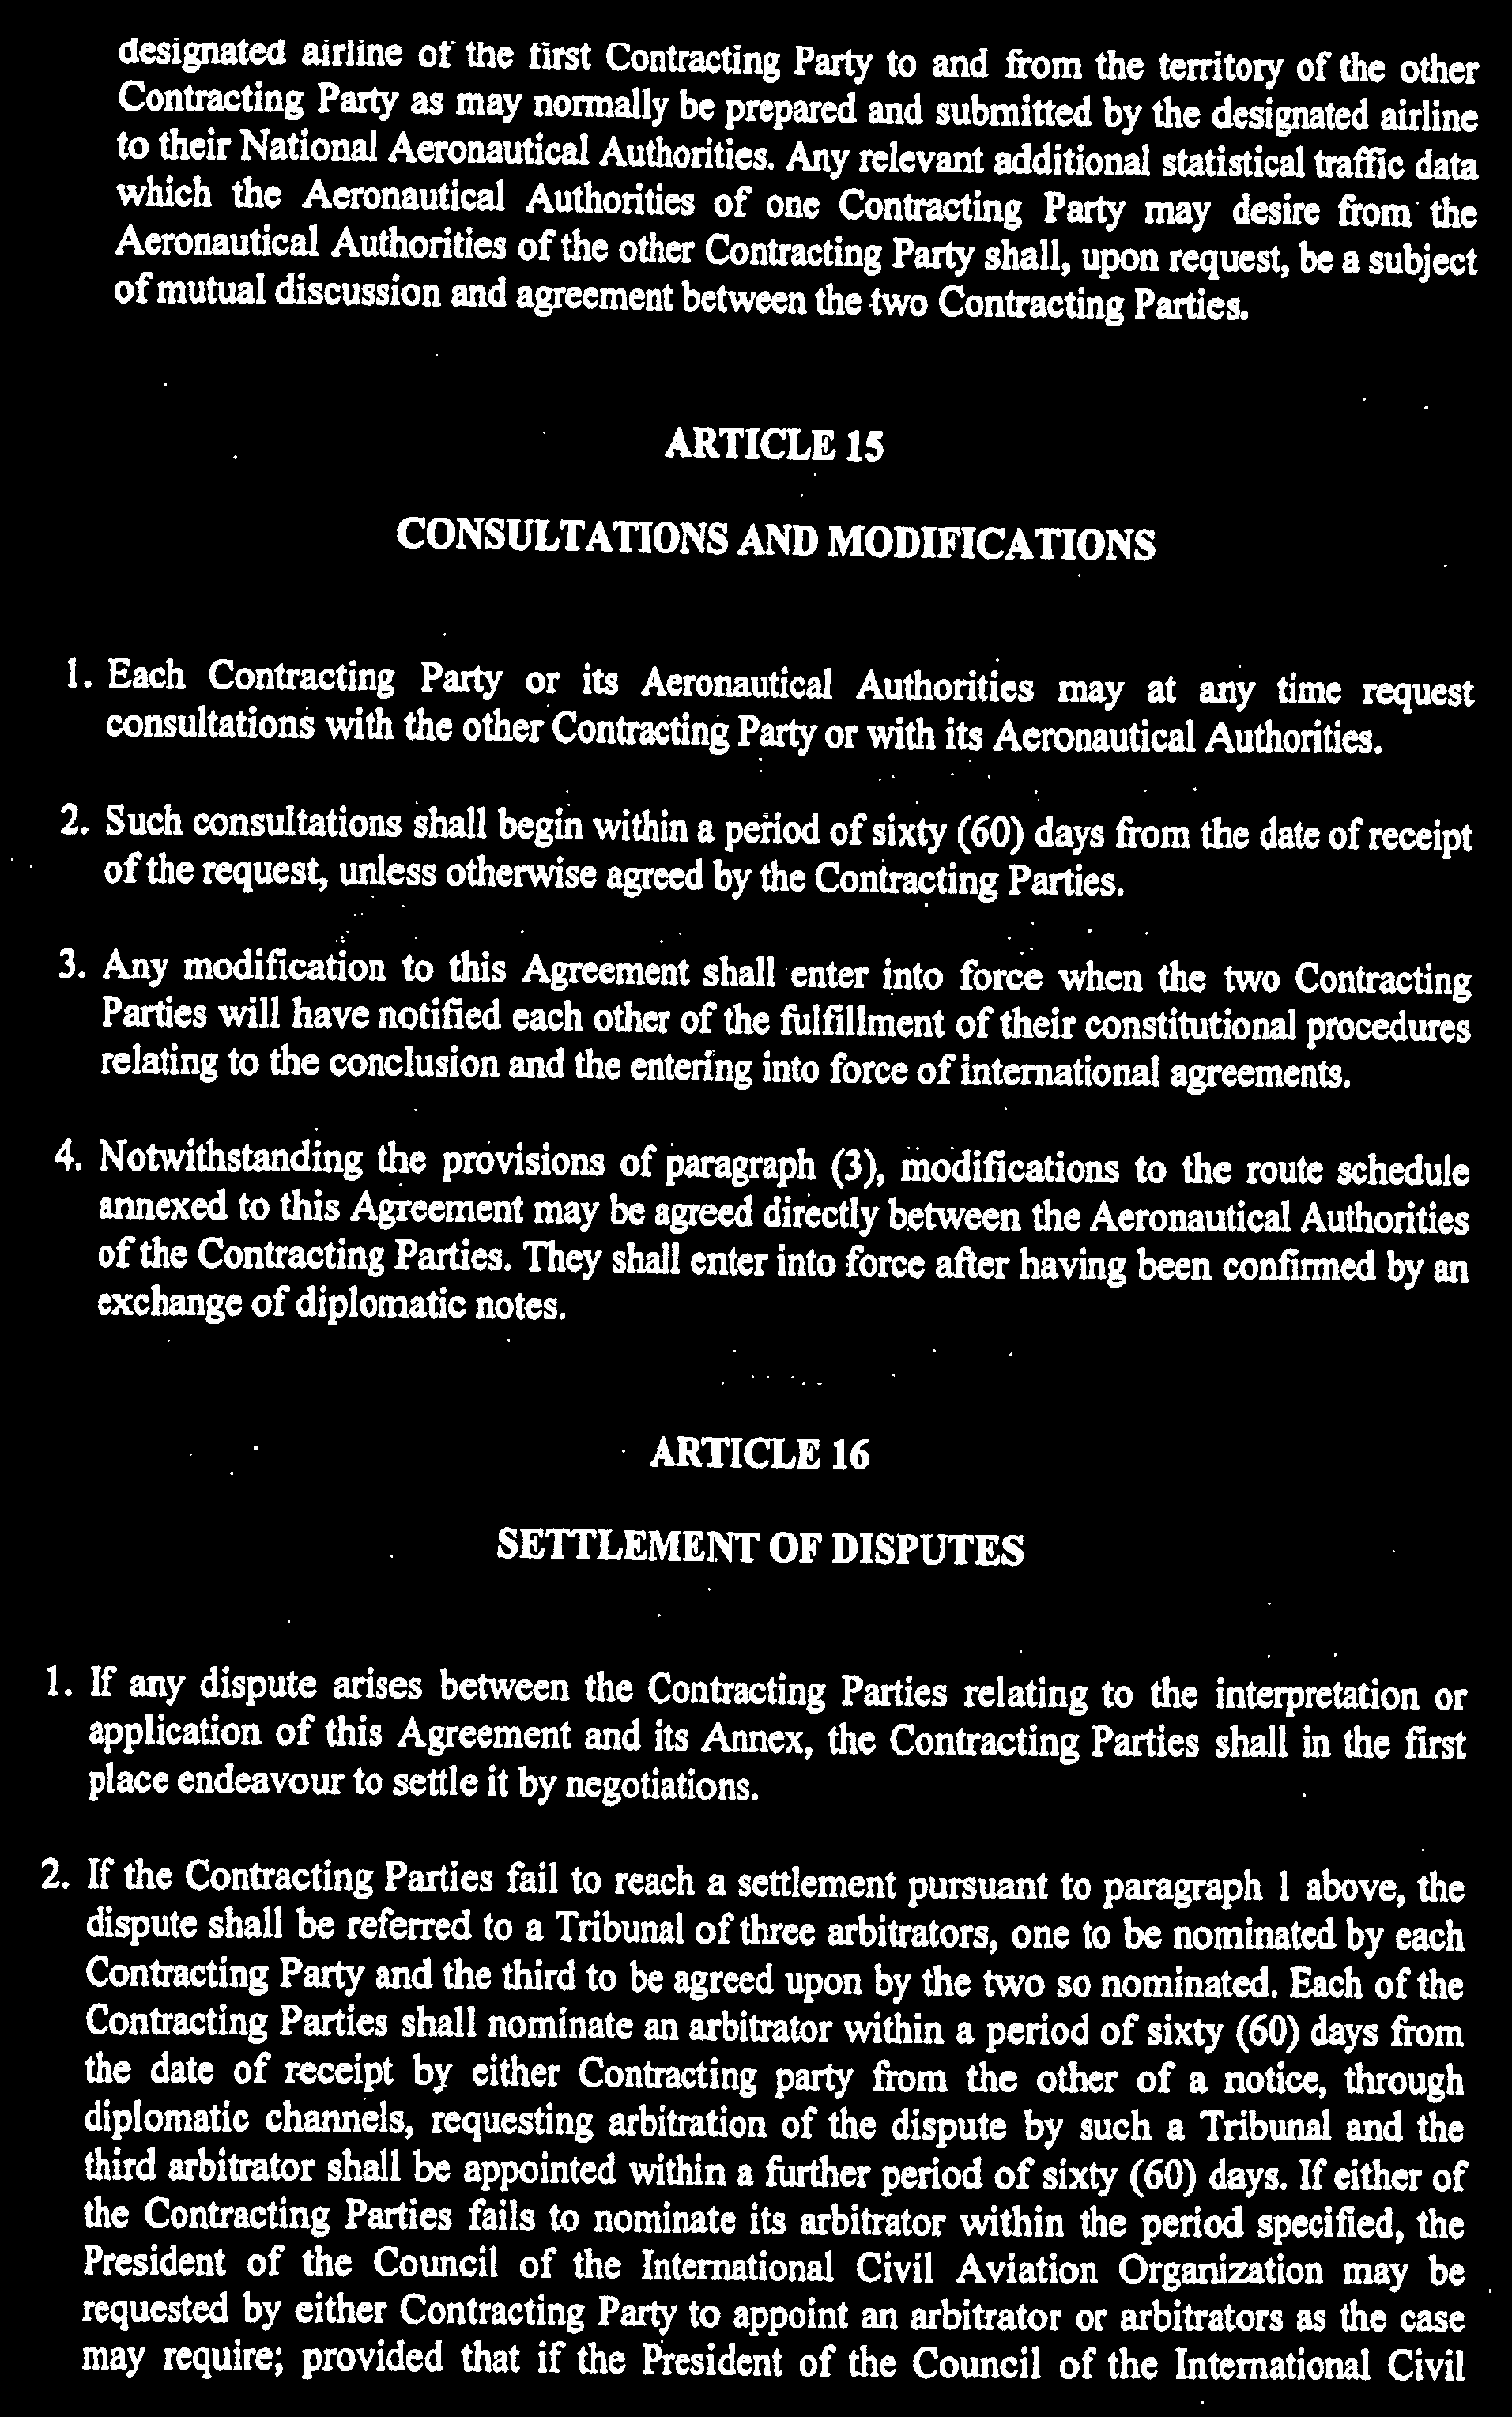 designated airline of the first Contracting Party to and from the territory of the other
Contracting Party as may normally be prepared and submitted by the designated airline
to their National Aeronautical Authorities. Any relevant additional statistical traffic data
which the Aeronautical Authorities of one Contracting Party may desire from the
Aeronautical Authorities of the other Contracting Party shall, upon request, be a subject
of mutual discussion and agreement between the two Contracting Parties.
ARTICLE 15
CONSULTATIONS AND MODIFICATIONS
1. Each Contracting Party or its Aeronautical Authorities may at any time request
consultations with the other Contracting Party or with its Aeronautical Authorities.
2. Such consultations shall begin within a period of sixty (60) days from the date of receipt
of the request, unless otherwise agreed by the Contracting Parties.
3. Any modification to this Agreement shall enter into force when the two Contracting
Parties will have notified each other of the fulfillment of their constitutional procedures
relating to the conclusion and the entering into force of international agreements.
4. Notwithstanding the provisions of paragraph (3), modifications to the route schedule
annexed to this Agreement may be agreed directly between the Aeronautical Authorities
of the Contracting Parties. They shall enter into force after having been confirmed by an
exchange of diplomatic notes.
ARTICLE 16
SETTLEMENT OF DISPUTES
1. If any dispute arises between the Contracting Parties relating to the interpretation or
application of this Agreement and its Annex, the Contracting Parties shall in the first
place endeavour to settle it by negotiations.
2. If the Contracting Parties fail to reach a settlement pursuant to paragraph 1 above, the
dispute shall be referred to a Tribunal of three arbitrators, one to be nominated by each
Contracting Party and the third to be agreed upon by the two so nominated. Each of the
Contracting Parties shall nominate an arbitrator within a period of sixty (60) days from
the date of receipt by either Contracting party from the other of a notice, through
diplomatic channels, requesting arbitration of the dispute by such a Tribunal and the
third arbitrator shall be appointed within a further period of sixty (60) days. If either of
the Contracting Parties fails to nominate its arbitrator within the period specified, the
President of the Council of the International Civil Aviation Organization may be
requested by either Contracting Party to appoint an arbitrator or arbitrators as the case
may require; provided that if the President of the Council of the International Civil